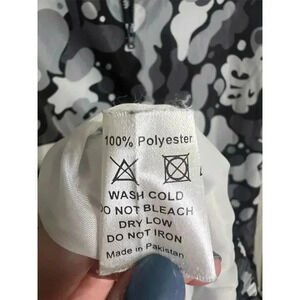 100% Polyester
WASH COLD
DO NOT BLEACH
DRY LOW
DO NOT IRON
Made in Pakistan